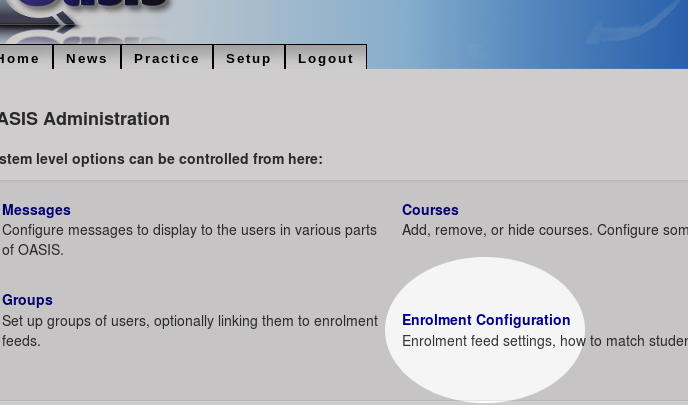 Oasis
Home News Practice Setup Logout
ASIS Administration
stem level options can be controlled from here:
Messages
Configure messages to display to the users in various parts
of OASIS.
Courses
Add, remove, or hide courses. Configure som
Groups
Set up groups of users, optionally linking them to enrolment
feeds.
Enrolment Configuration
Enrolment feed settings, how to match studen